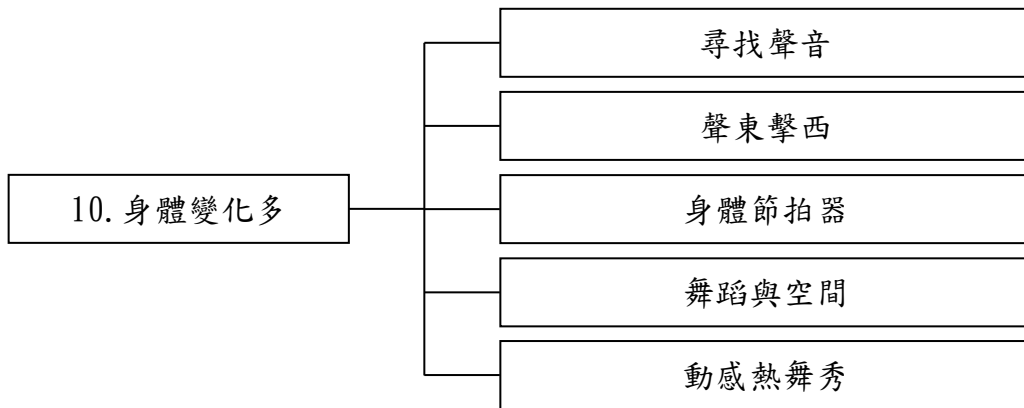 10.身體變化多
尋找聲音
聲東擊西
身體節拍器
舞蹈與空間
動感熱舞秀